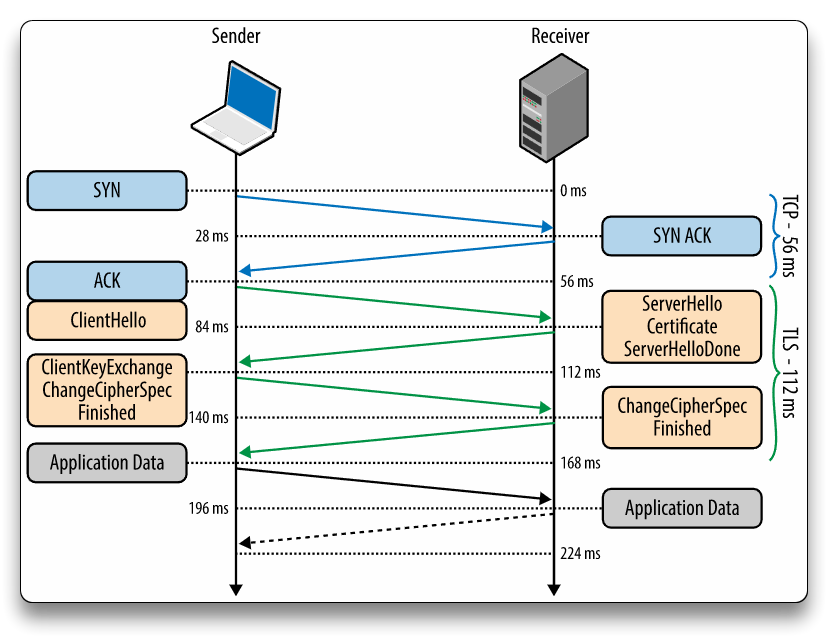 Sender
Receiver
SYN
0 ms
28 ms
SYN ACK
TCP - 56 ms
ACK
56 ms
ClientHello
84 ms
ServerHello
Certificate
ServerHelloDone
TLS - 112 ms
112 ms
ClientKeyExchange
ChangeCipherSpec
Finished
140 ms
ChangeCipherSpec
Finished
Application Data
168 ms
196 ms
Application Data
224 ms